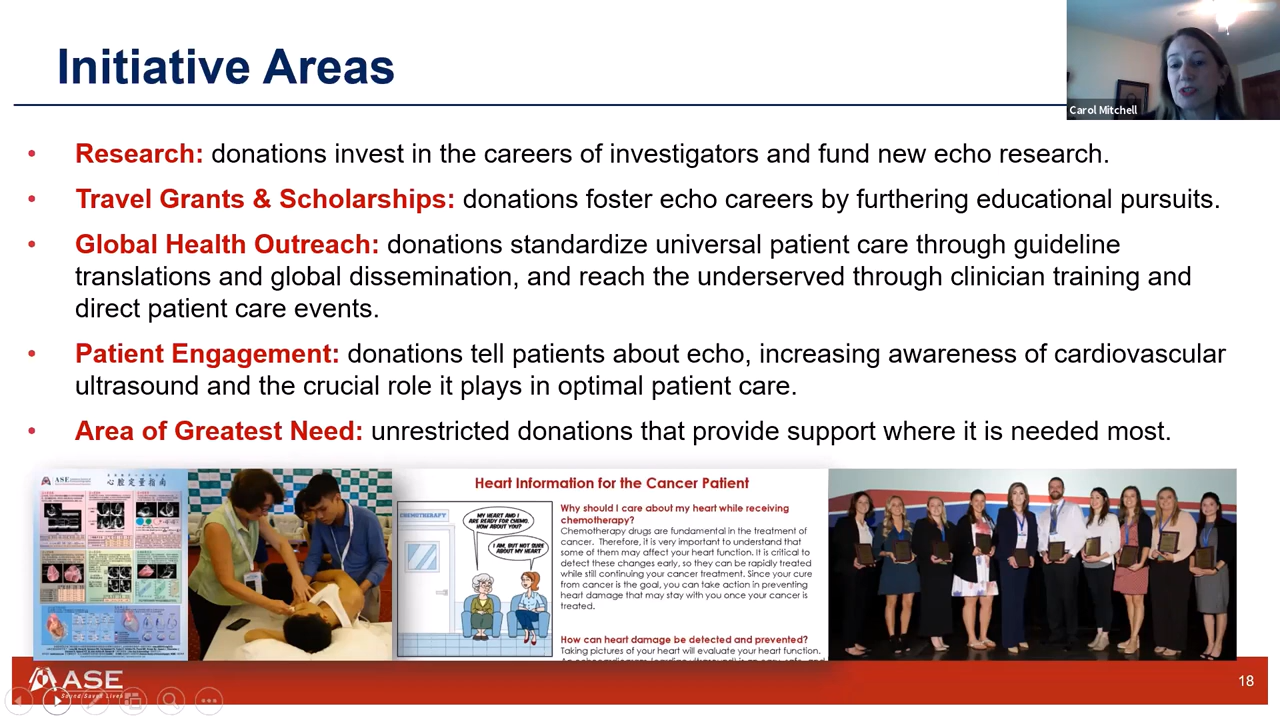 Initiative Areas
Carol Mitchell
• Research: donations invest in the careers of investigators and fund new echo research.
• Travel Grants & Scholarships: donations foster echo careers by furthering educational pursuits.
• Global Health Outreach: donations standardize universal patient care through guideline
translations and global dissemination, and reach the underserved through clinician training and
direct patient care events.
• Patient Engagement: donations tell patients about echo, increasing awareness of cardiovascular
ultrasound and the crucial role it plays in optimal patient care.
• Area of Greatest Need: unrestricted donations that provide support where it is needed most.
ASE
心腔定量指南
Heart Information for the Cancer Patient
CHEMOTHERAPY
MY HEART AND I
ARE READY FOR CHEMO.
HOW ABOUT YOU?
I AM, BUT NOT SURE
ABOUT MY HEART
Why should I care about my heart while receiving
chemotherapy?
Chemotherapy drugs are fundamental in the treatment of
cancer. Therefore, it is very important to understand that
some of them may affect your heart function. It is critical to
detect these changes early, so they can be rapidly treated
while still continuing your cancer treatment. Since your cure
from cancer is the goal, you can take action in preventing
heart damage that may stay with you once your cancer is
treated.
How can heart damage be detected and prevented?
Taking pictures of your heart will evaluate your heart function.
ASE
Sound Saves Lives
18